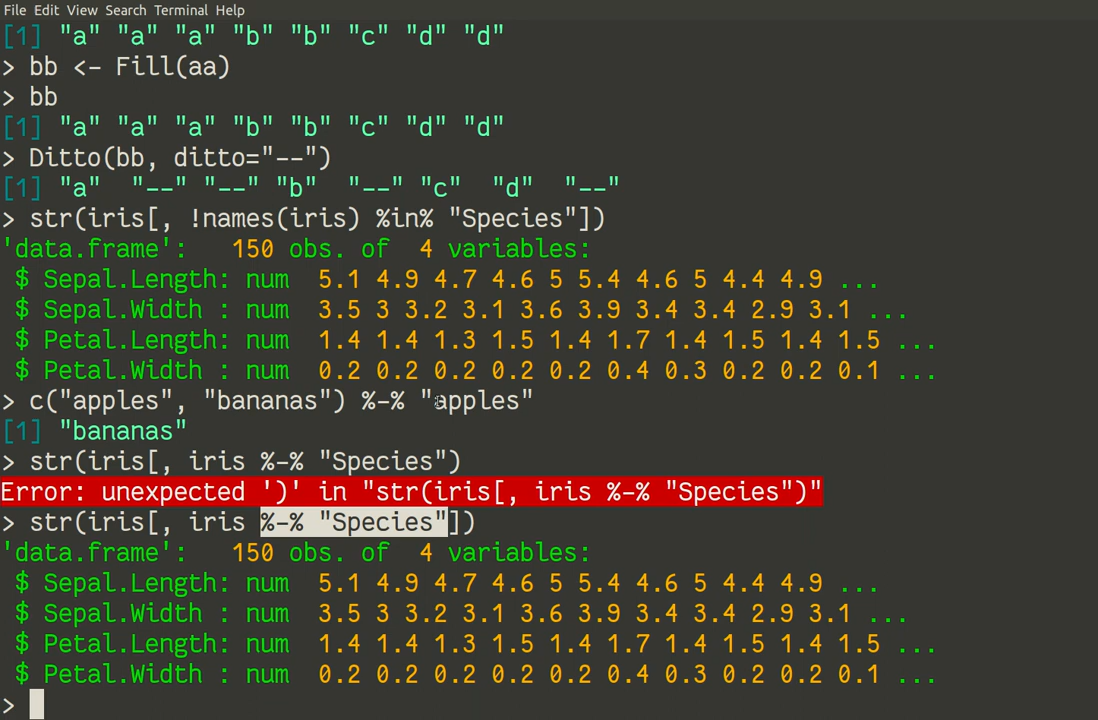 File Edit View Search Terminal Help
[1] "a" "a" "a" "b" "b" "c" "d" "d"
> bb <- Fill(aa)
> bb
[1] "a" "a" "a" "b" "b" "c" "d" "d"
> Ditto(bb, ditto="--")
[1] "a"  "--" "--" "b"  "--" "c"  "d"  "--"
> str(iris[, !names(iris) %in% "Species"])
'data.frame':   150 obs. of  4 variables:
 $ Sepal.Length: num  5.1 4.9 4.7 4.6 5 5.4 4.6 5 4.4 4.9 ...
 $ Sepal.Width : num  3.5 3 3.2 3.1 3.6 3.9 3.4 3.4 2.9 3.1 ...
 $ Petal.Length: num  1.4 1.4 1.3 1.5 1.4 1.7 1.4 1.5 1.4 1.5 ...
 $ Petal.Width : num  0.2 0.2 0.2 0.2 0.2 0.4 0.3 0.2 0.2 0.1 ...
> c("apples", "bananas") %-% "apples"
[1] "bananas"
> str(iris[, iris %-% "Species")
Error: unexpected ')' in "str(iris[, iris %-% "Species")"
> str(iris[, iris %-% "Species"])
'data.frame':   150 obs. of  4 variables:
 $ Sepal.Length: num  5.1 4.9 4.7 4.6 5 5.4 4.6 5 4.4 4.9 ...
 $ Sepal.Width : num  3.5 3 3.2 3.1 3.6 3.9 3.4 3.4 2.9 3.1 ...
 $ Petal.Length: num  1.4 1.4 1.3 1.5 1.4 1.7 1.4 1.5 1.4 1.5 ...
 $ Petal.Width : num  0.2 0.2 0.2 0.2 0.2 0.4 0.3 0.2 0.2 0.1 ...
>